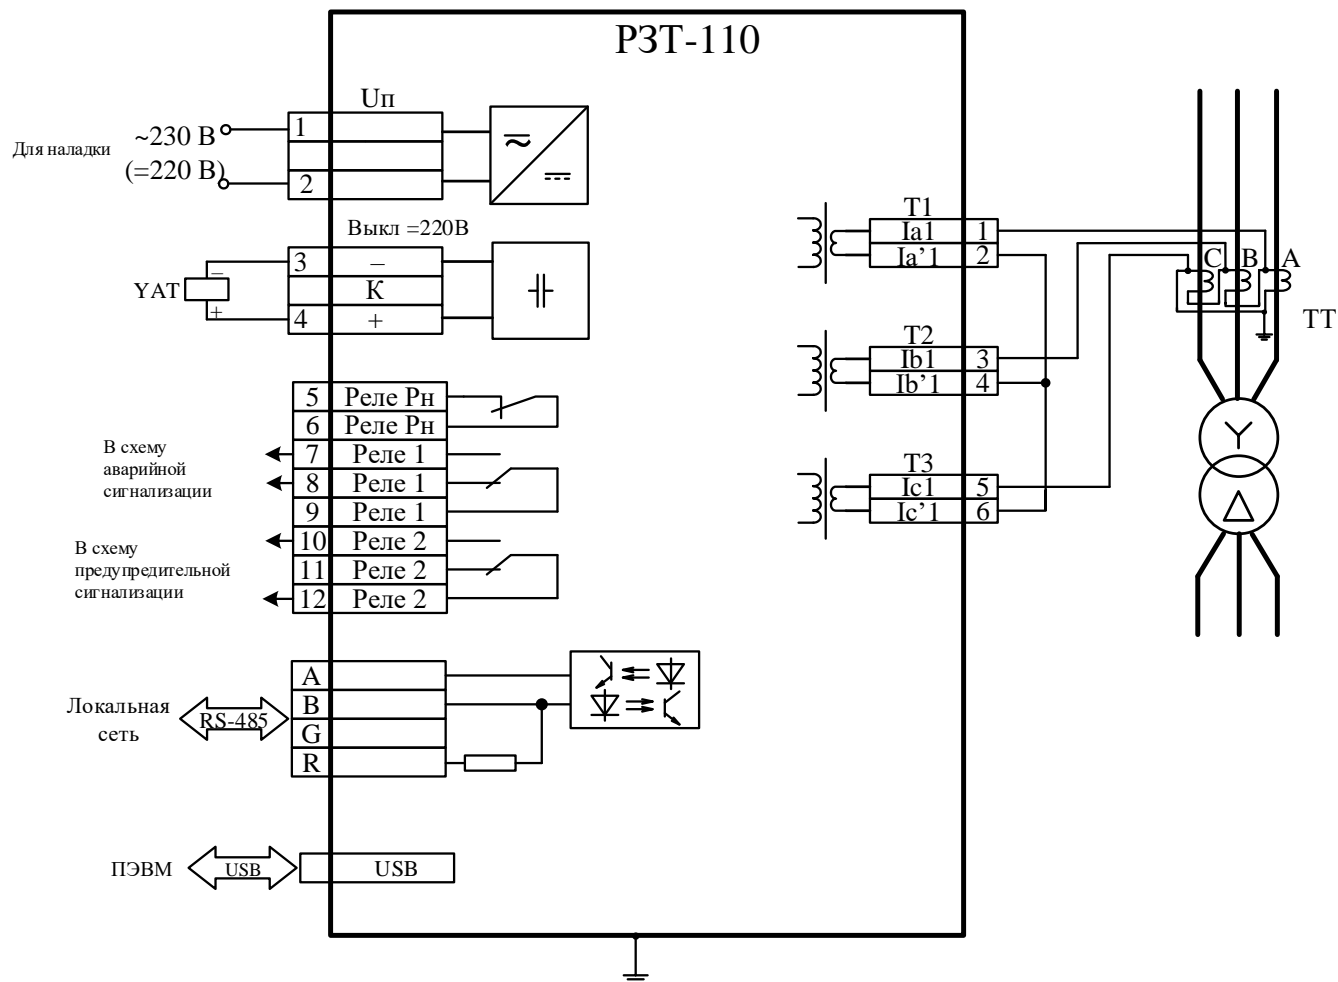 РЗТ-110
Uп
Для наладки
~230 В
(=220 В)
1
2
Выкл =220В
YAT
–
+
3
–
К
4
+
5
Реле Рн
6
Реле Рн
7
Реле 1
8
Реле 1
9
Реле 1
10
Реле 2
11
Реле 2
12
Реле 2
В схему
аварийной
сигнализации
В схему
предупредительной
сигнализации
A
B
G
R
Локальная
сеть
RS-485
ПЭВМ
USB
USB
T1
Ia1
1
Ia'1
2
T2
Ib1
3
Ib’1
4
T3
Ic1
5
Ic’1
6
C
B
A
ТТ